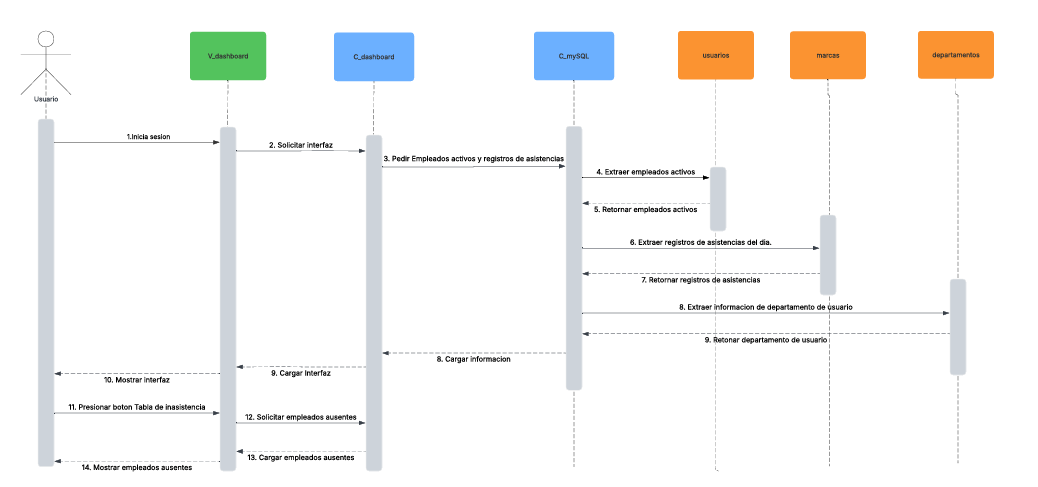 V_dashboard
C_dashboard
C_mySQL
usuarios
marcas
departamentos
Usuario
1.Inicia sesion
2. Solicitar interfaz
3. Pedir Empleados activos y registros de asistencias
4. Extraer empleados activos
5. Retornar empleados activos
6. Extraer registros de asistencias del dia.
7. Retornar registros de asistencias
8. Extraer informacion de departamento de usuario
9. Retonar departamento de usuario
8. Cargar informacion
9. Cargar Interfaz
10. Mostrar interfaz
11. Presionar boton Tabla de inasistencia
12. Solicitar empleados ausentes
13. Cargar empleados ausentes
14. Mostrar empleados ausentes